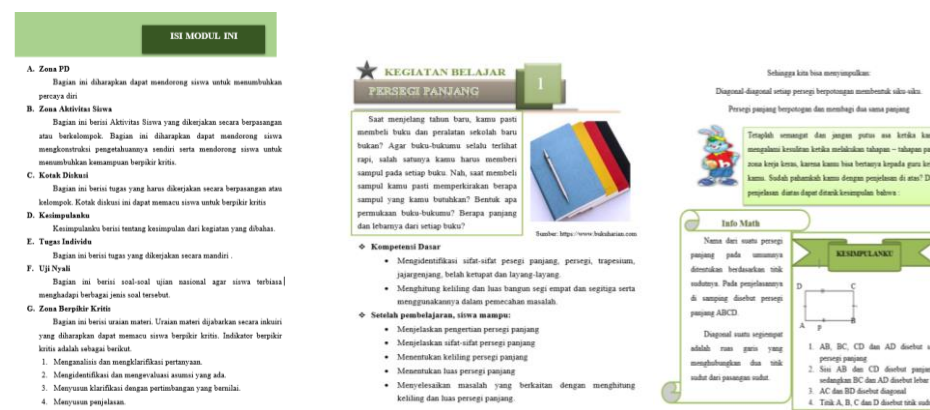 ISI MODUL INI
A. Zona PD
Bagian ini diharapkan dapat mendorong siswa untuk menumbuhkan
percaya diri
B. Zona Aktivitas Siswa
Bagian ini berisi Aktivitas Siswa yang dikerjakan secara berpasangan
atau berkelompok. Bagian ini diharapkan dapat mendorong siswa
mengkonstruksi pengetahuannya sendiri serta mendorong siswa untuk
menumbuhkan kemampuan berpikir kritis.
C. Kotak Diskusi
Bagian ini berisi tugas yang harus dikerjakan secara berpasangan atau
kelompok. Kotak diskusi ini dapat memacu siswa untuk berpikir kritis
D. Kesimpulanku
Kesimpulanku berisi tentang kesimpulan dari kegiatan yang dibahas.
E. Tugas Individu
Bagian ini berisi tugas yang dikerjakan secara mandiri .
F. Uji Nyali
Bagian ini berisi soal-soal ujian nasional agar siswa terbiasa
menghadapi berbagai jenis soal tersebut.
G. Zona Berpikir Kritis
Bagian ini berisi uraian materi. Uraian materi dijabarkan secara inkuiri
yang diharapkan dapat memacu siswa berpikir kritis. Indikator berpikir
kritis adalah sebagai berikut.
1. Menganalisis dan mengklarifikasi pertanyaan.
2. Mengidentifikasi dan mengevaluasi asumsi yang ada.
3. Menyusun klarifikasi dengan pertimbangan yang bernilai.
4. Menyusun penjelasan.
KEGIATAN BELAJAR
1
PERSEGI PANJANG
Saat menjelang tahun baru, kamu pasti
membeli buku dan peralatan sekolah baru
bukan? Agar buku-bukumu selalu terlihat
rapi, salah satunya kamu harus memberi
sampul pada setiap buku. Nah, saat membeli
sampul kamu pasti memperkirakan berapa
sampul yang kamu butuhkan? Bentuk apa
permukaan buku-bukumu? Berapa panjang
dan lebarnya dari setiap buku?
Sumber: https://www.bukuharian.com
❖ Kompetensi Dasar
• Mengidentifikasi sifat-sifat pesegi panjang, persegi, trapesium,
jajargenjang, belah ketupat dan layang-layang.
• Menghitung keliling dan luas bangun segi empat dan segitiga serta
menggunakannya dalam pemecahan masalah.
❖ Setelah pembelajaran, siswa mampu:
• Menjelaskan pengertian persegi panjang
• Menjelaskan sifat-sifat persegi panjang
• Menentukan keliling persegi panjang
• Menentukan luas persegi panjang
• Menyelesaikan masalah yang berkaitan dengan menghitung
keliling dan luas persegi panjang.
Sehingga kita bisa menyimpulkan:
Diagonal-diagonal setiap persegi berpotongan membentuk siku-siku.
Persegi panjang berpotogan dan membagi dua sama panjang
Tetaplah semangat dan jangan putus asa ketika
mengalami kesulitan ketika melakukan tahapan – tahapan
zona kerja keras, karena kamu bisa bertanya kepada guru
kamu. Sudah pahamkah kamu dengan penjelasan di atas?
penjelasan diatas dapat ditarik kesimpulan bahwa :
Info Math
Nama dari suatu persegi
panjang pada umumnya
ditentukan berdasarkan titik
sudutnya. Pada penjelasannya
di samping disebut persegi
panjang ABCD.
Diagonal suatu segiempat
adalah ruas garis yang
menghubungkan dua titik
sudut dari pasangan sudut.
KESIMPULANKU
D C
A p B
1. AB, BC, CD dan AD disebut
persegi panjang
2. Sisi AB dan CD disebut
sedangkan BC dan AD disebut lebar
3. AC dan BD disebut diagonal
4. Titik A, B, C dan D disebut titik